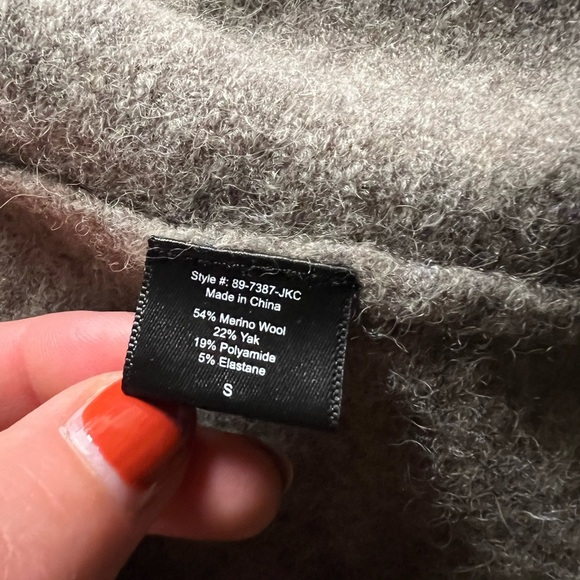 Style #: 89-7387-JKC
Made in China
54% Merino Wool
22% Yak
19% Polyamide
5% Elastane
S